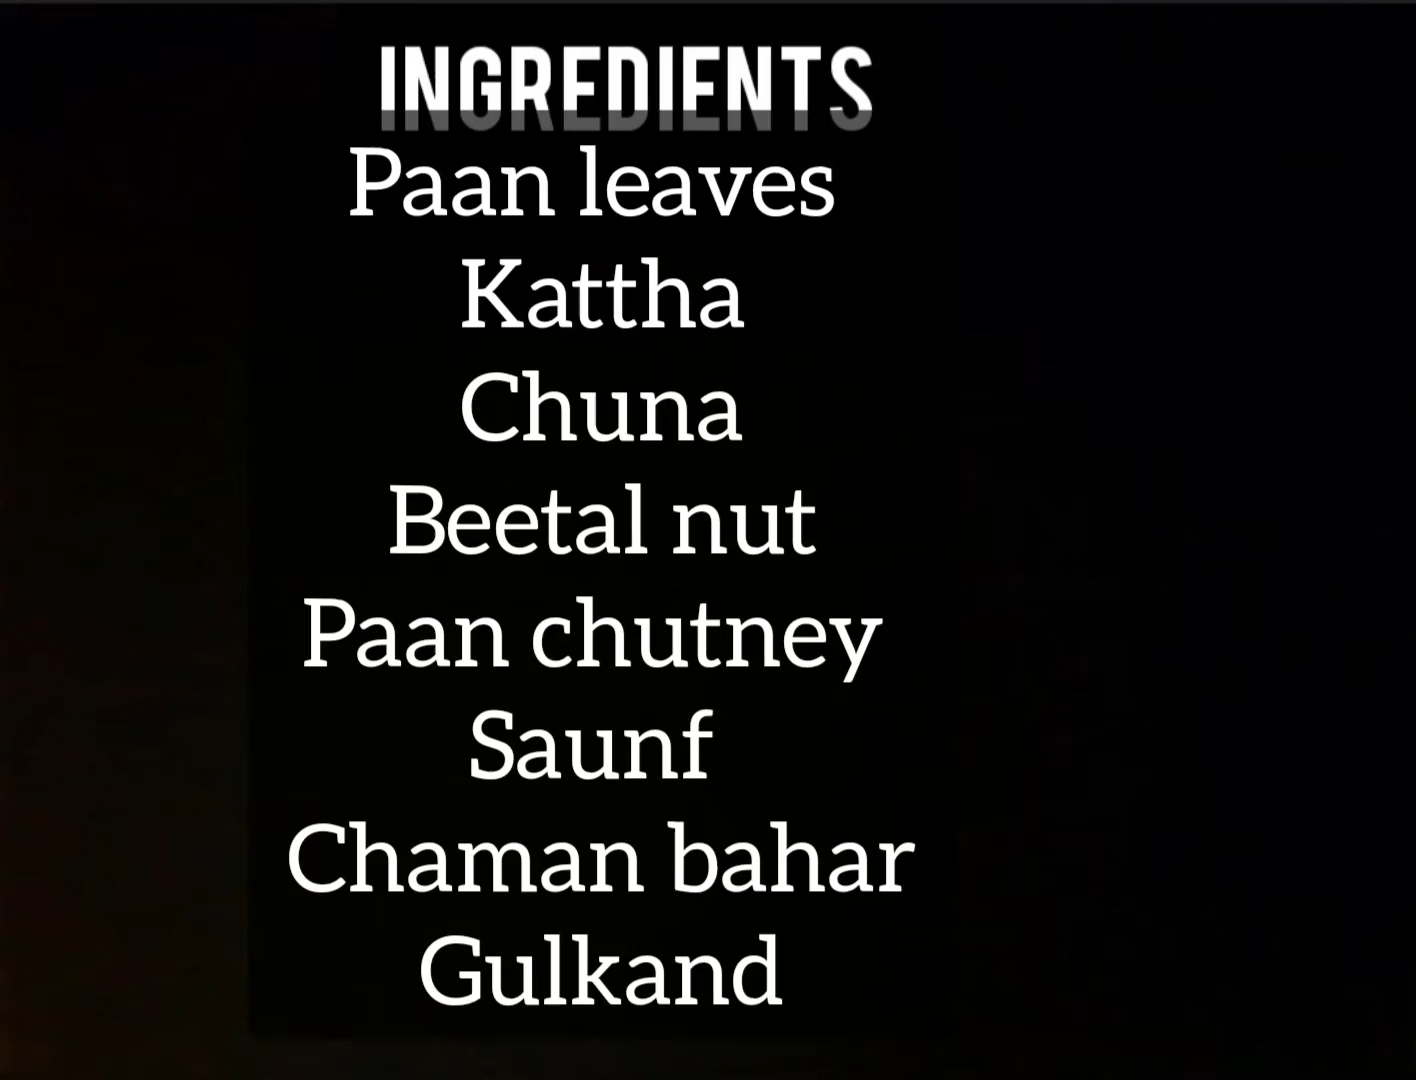 INGREDIENTS
Paan leaves
Kattha
Chuna
Beetal nut
Paan chutney
Saunf
Chaman bahar
Gulkand